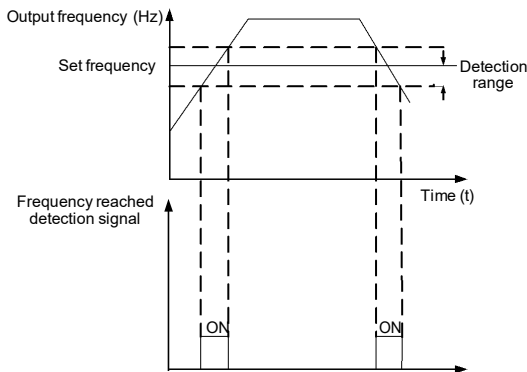 Output frequency (Hz)
Set frequency
Detection
range
Time (t)
Frequency reached
detection signal
ON
ON